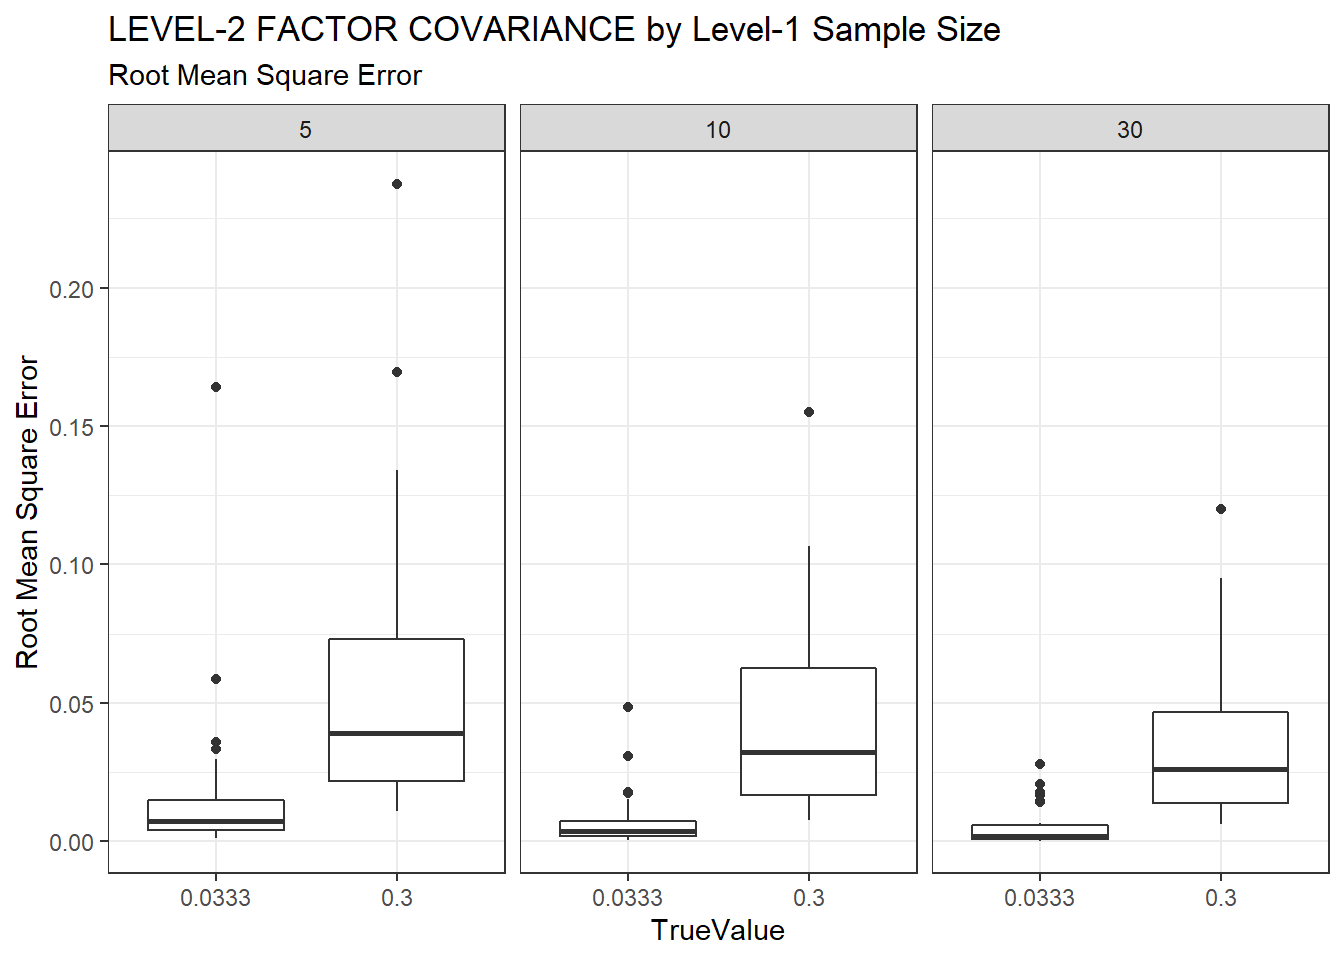 LEVEL-2 FACTOR COVARIANCE by Level-1 Sample Size
Root Mean Square Error
5 10 30
Root Mean Square Error
0.20
0.15
0.10
0.05
0.00
0.0333 0.3 0.0333 0.3 0.0333 0.3
TrueValue